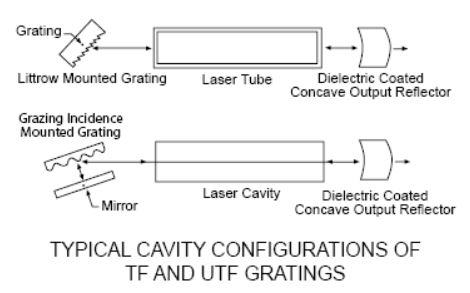 Grating
Littrow Mounted Grating
Laser Tube
Dielectric Coated
Concave Output Reflector
Grazing Incidence
Mounted Grating
Mirror
Laser Cavity
Dielectric Coated
Concave Output Reflector
TYPICAL CAVITY CONFIGURATIONS OF
TF AND UTF GRATINGS